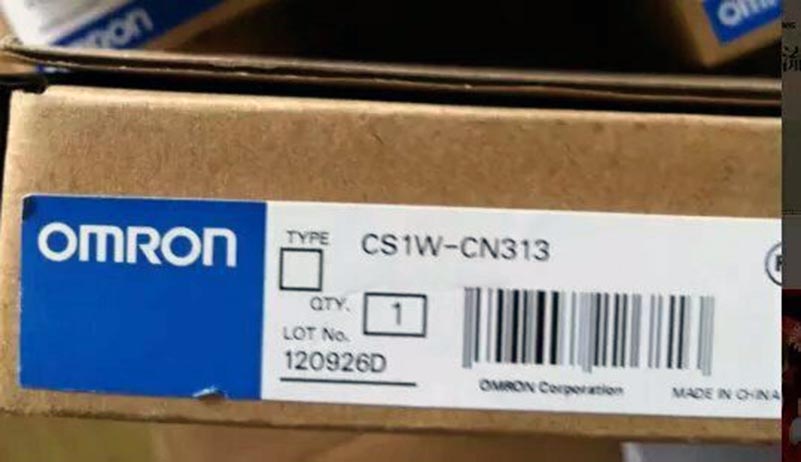 OMRON
TYPE CS1W-CN313
QTY. 1
LOT No.
120926D
OMRON Corporation
MADE IN CHINA